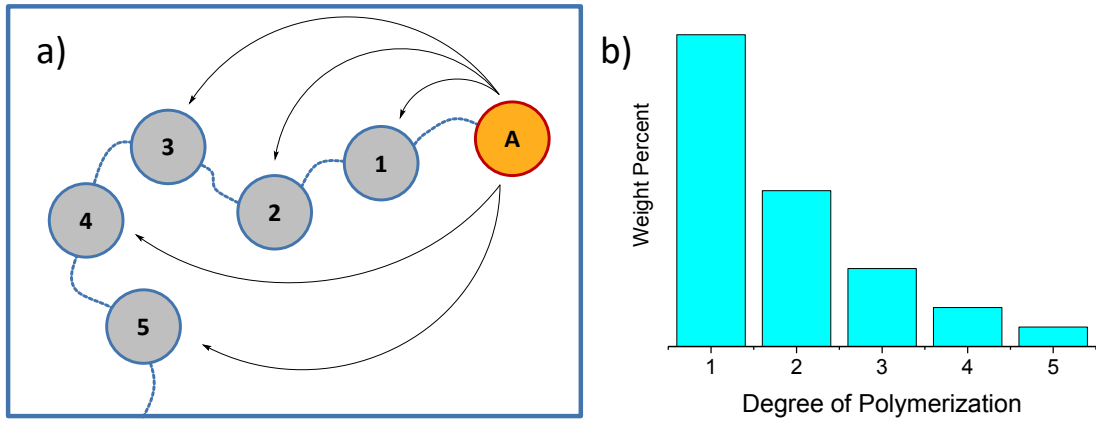 a)
3
1
A
2
4
5
b)
Weight Percent
1 2 3 4 5
Degree of Polymerization